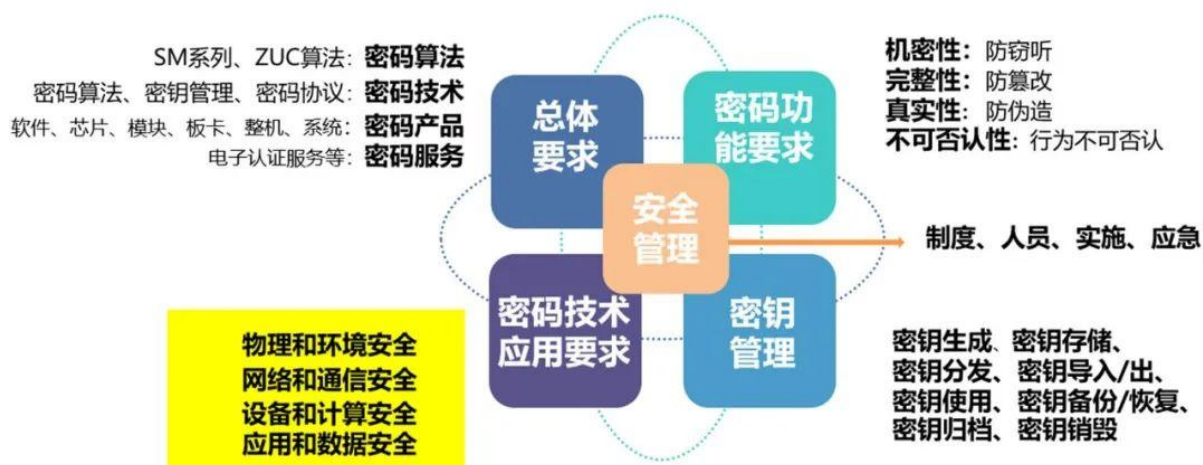 SM系列、ZUC算法：密码算法
密码算法、密钥管理、密码协议：密码技术
软件、芯片、模块、板卡、整机、系统：密码产品
电子认证服务等：密码服务
总体
要求
密码功
能要求
机密性：防窃听
完整性：防篡改
真实性：防伪造
不可否认性：行为不可否认
安全
管理
制度、人员、实施、应急
物理和环境安全
网络和通信安全
设备和计算安全
应用和数据安全
密码技术
应用要求
密钥
管理
密钥生成、密钥存储、
密钥分发、密钥导入/出、
密钥使用、密钥备份/恢复、
密钥归档、密钥销毁